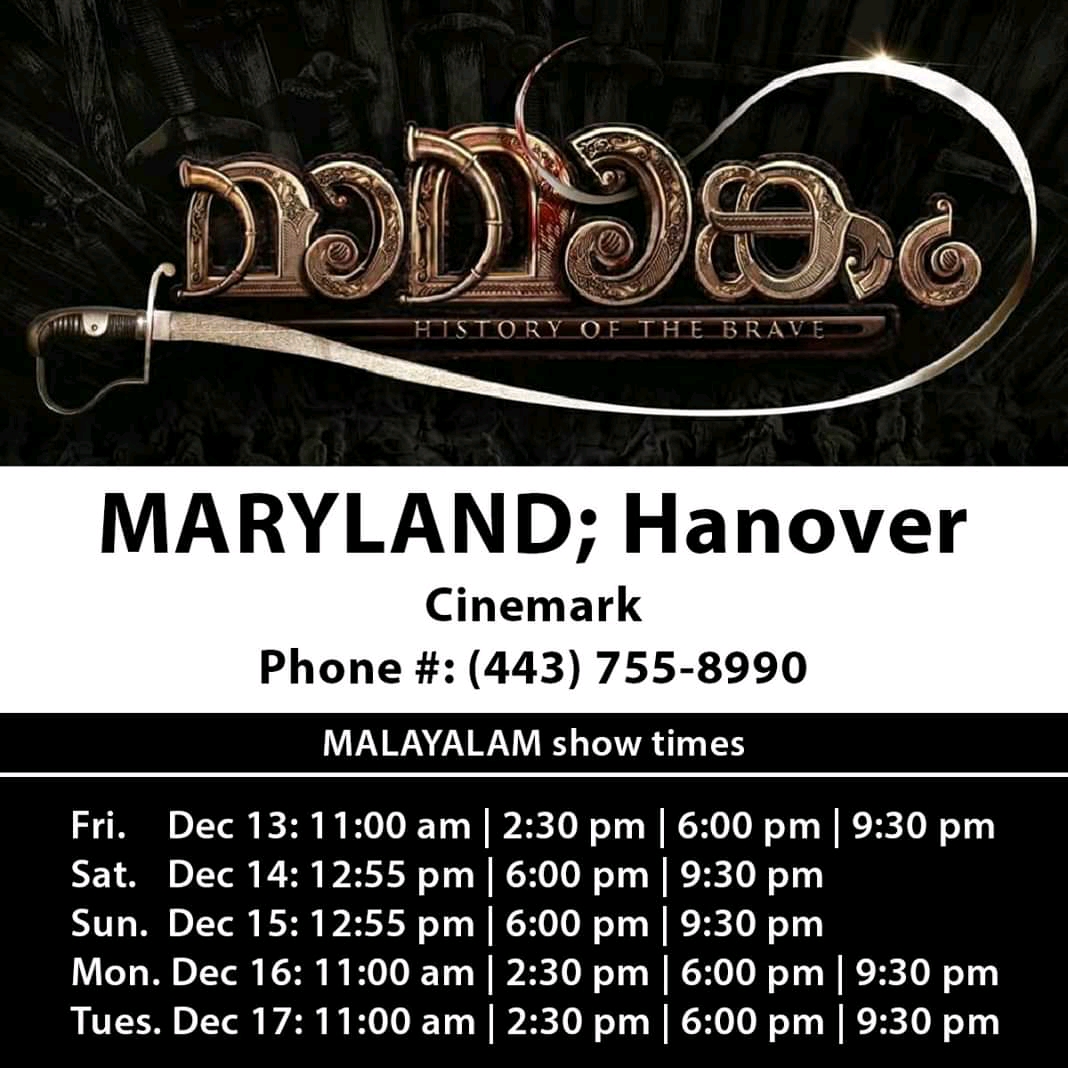 മാമാങ്കം
HISTORY OF THE BRAVE
MARYLAND; Hanover
Cinemark
Phone #: (443) 755-8990
MALAYALAM show times
Fri. Dec 13: 11:00 am | 2:30 pm | 6:00 pm | 9:30 pm
Sat. Dec 14: 12:55 pm | 6:00 pm | 9:30 pm
Sun. Dec 15: 12:55 pm | 6:00 pm | 9:30 pm
Mon. Dec 16: 11:00 am | 2:30 pm | 6:00 pm | 9:30 pm
Tues. Dec 17: 11:00 am | 2:30 pm | 6:00 pm | 9:30 pm